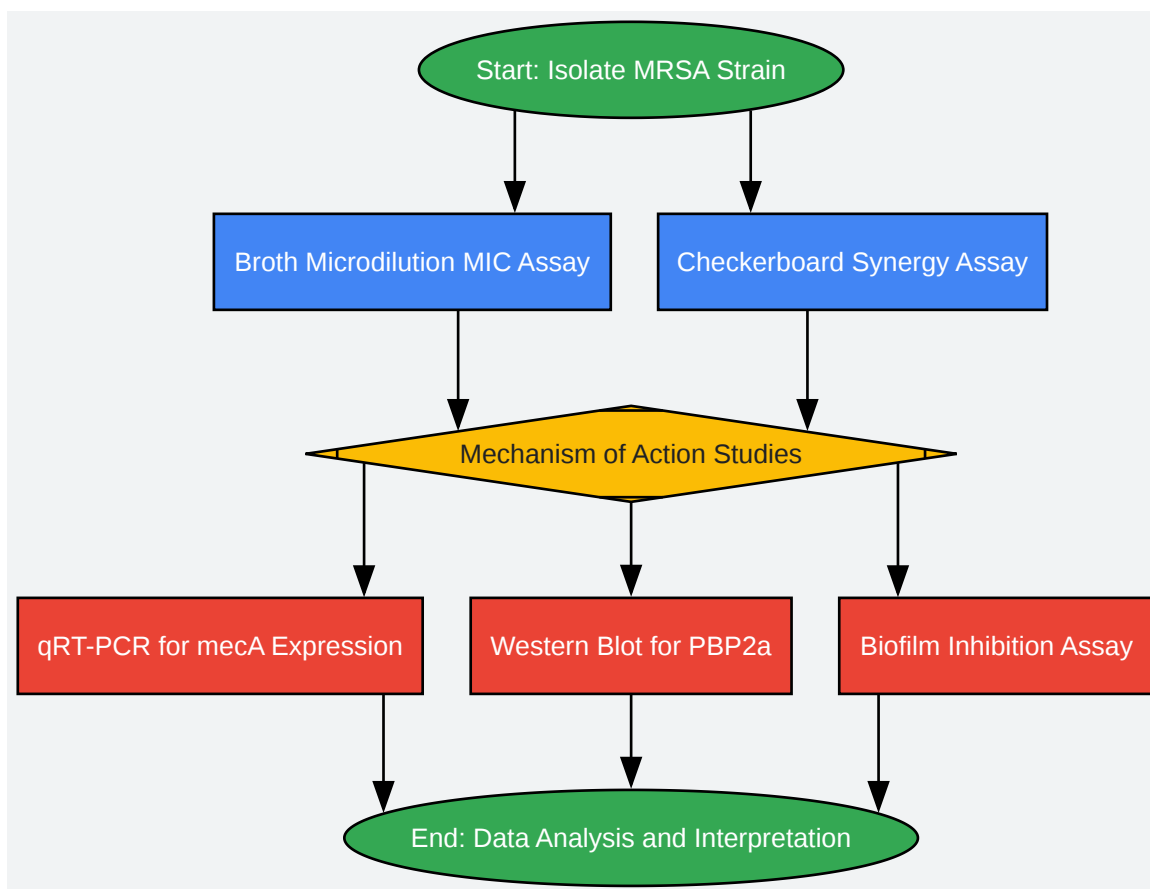 Start: Isolate MRSA Strain
Broth Microdilution MIC Assay
Checkerboard Synergy Assay
Mechanism of Action Studies
qRT-PCR for mecA Expression
Western Blot for PBP2a
Biofilm Inhibition Assay
End: Data Analysis and Interpretation